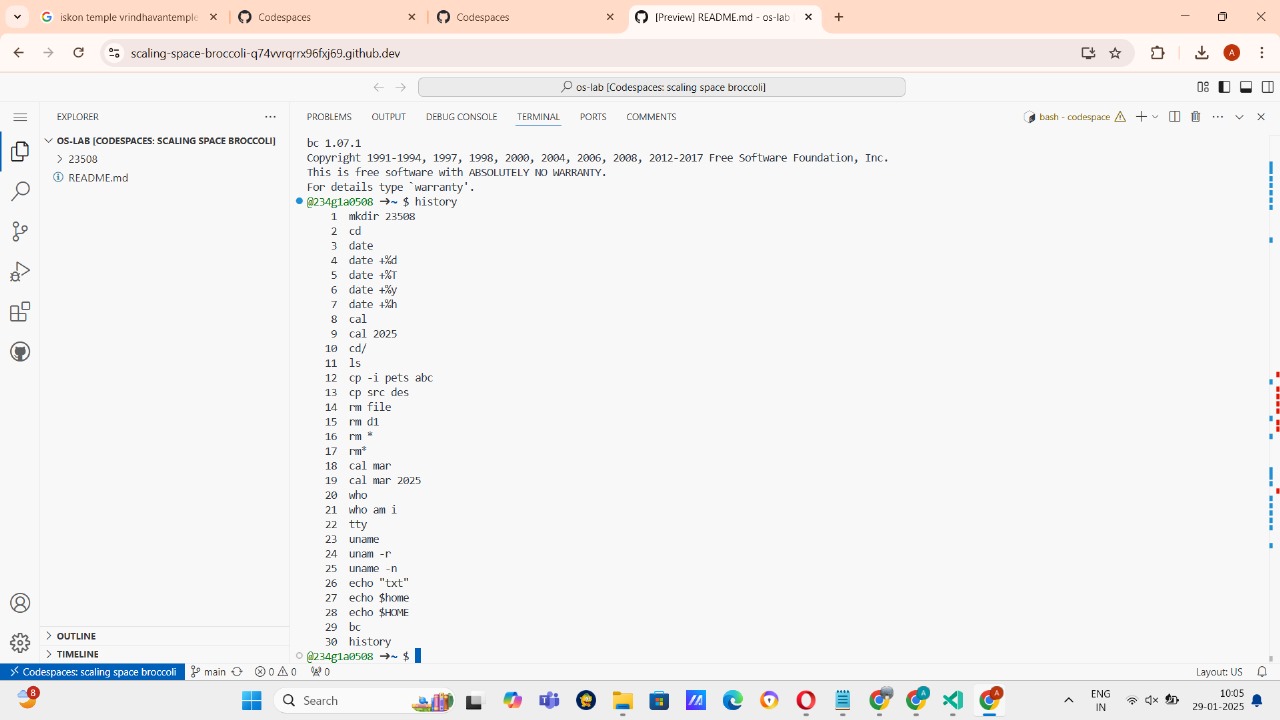 iskon temple vrindhavantemple
Codespaces
Codespaces
[Preview] README.md - os-lab
scaling-space-broccoli-q74vvrqrrx96fxj69.github.dev
A
os-lab [Codespaces: scaling space broccoli]
EXPLORER
PROBLEMS OUTPUT DEBUG CONSOLE TERMINAL PORTS COMMENTS
bash - codespace
OS-LAB [CODESPACES: SCALING SPACE BROCCOLI]
23508
README.md
bc 1.07.1
Copyright 1991-1994, 1997, 1998, 2000, 2004, 2006, 2008, 2012-2017 Free Software Foundation, Inc.
This is free software with ABSOLUTELY NO WARRANTY.
For details type `warranty'.
@234g1a0508 ➜~ $ history
1 mkdir 23508
2 cd
3 date
4 date +%d
5 date +%T
6 date +%y
7 date +%h
8 cal
9 cal 2025
10 cd/
11 ls
12 cp -i pets abc
13 cp src des
14 rm file
15 rm d1
16 rm *
17 rm*
18 cal mar
19 cal mar 2025
20 who
21 who am i
22 tty
23 uname
24 unam -r
25 uname -n
26 echo "txt"
27 echo $home
28 echo $HOME
29 bc
30 history
@234g1a0508 ➜~ $
OUTLINE
TIMELINE
Codespaces: scaling space broccoli main 0 0 0 Layout: US
8
Search
ENG
IN
10:05
29-01-2025